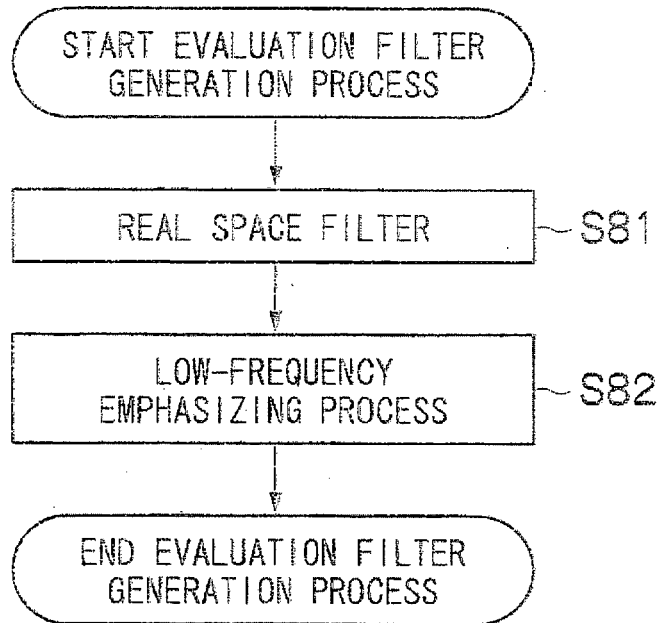 START EVALUATION FILTER
GENERATION PROCESS
REAL SPACE FILTER
S81
LOW-FREQUENCY
EMPHASIZING PROCESS
S82
END EVALUATION FILTER
GENERATION PROCESS